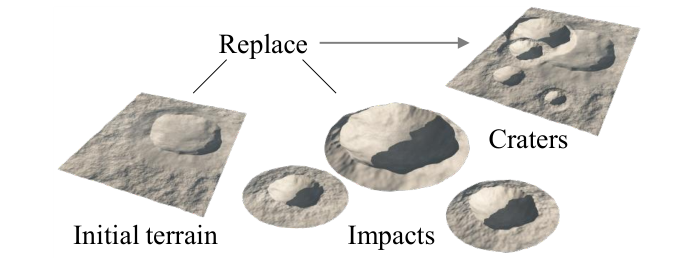 Replace
Craters
Initial terrain
Impacts